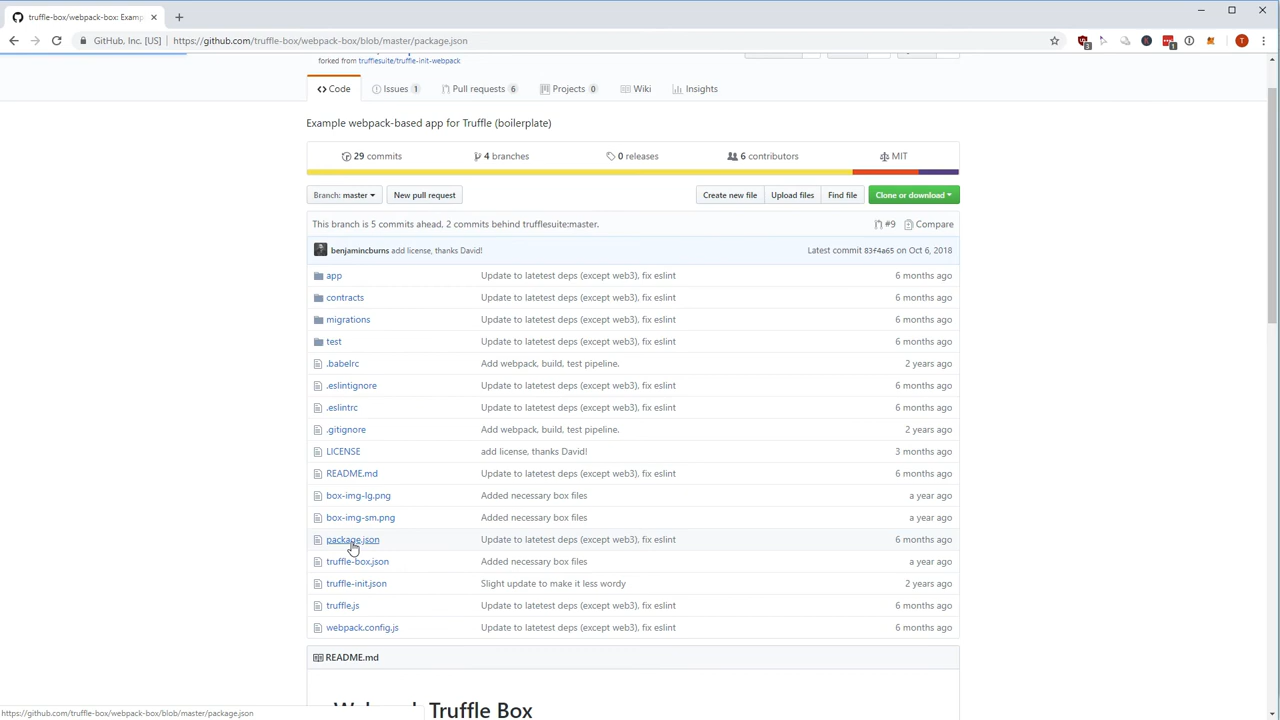 truffle-box/webpack-box: Examp
GitHub, Inc. [US] https://github.com/truffle-box/webpack-box/blob/master/package.json
3
1
T
forked from trufflesuite/truffle-init-webpack
Code Issues 1 Pull requests 6 Projects 0 Wiki Insights
Example webpack-based app for Truffle (boilerplate)
29 commits 4 branches 0 releases 6 contributors MIT
Branch: master New pull request Create new file Upload files Find file Clone or download
This branch is 5 commits ahead, 2 commits behind trufflesuite:master. #9 Compare
benjamincburns add license, thanks David! Latest commit 83f4a65 on Oct 6, 2018
app Update to latetest deps (except web3), fix eslint 6 months ago
contracts Update to latetest deps (except web3), fix eslint 6 months ago
migrations Update to latetest deps (except web3), fix eslint 6 months ago
test Update to latetest deps (except web3), fix eslint 6 months ago
.babelrc Add webpack, build, test pipeline. 2 years ago
.eslintignore Update to latetest deps (except web3), fix eslint 6 months ago
.eslintrc Update to latetest deps (except web3), fix eslint 6 months ago
.gitignore Add webpack, build, test pipeline. 2 years ago
LICENSE add license, thanks David! 3 months ago
README.md Update to latetest deps (except web3), fix eslint 6 months ago
box-img-lg.png Added necessary box files a year ago
box-img-sm.png Added necessary box files a year ago
package.json Update to latetest deps (except web3), fix eslint 6 months ago
truffle-box.json Added necessary box files a year ago
truffle-init.json Slight update to make it less wordy 2 years ago
truffle.js Update to latetest deps (except web3), fix eslint 6 months ago
webpack.config.js Update to latetest deps (except web3), fix eslint 6 months ago
README.md
Truffle Box
https://github.com/truffle-box/webpack-box/blob/master/package.json